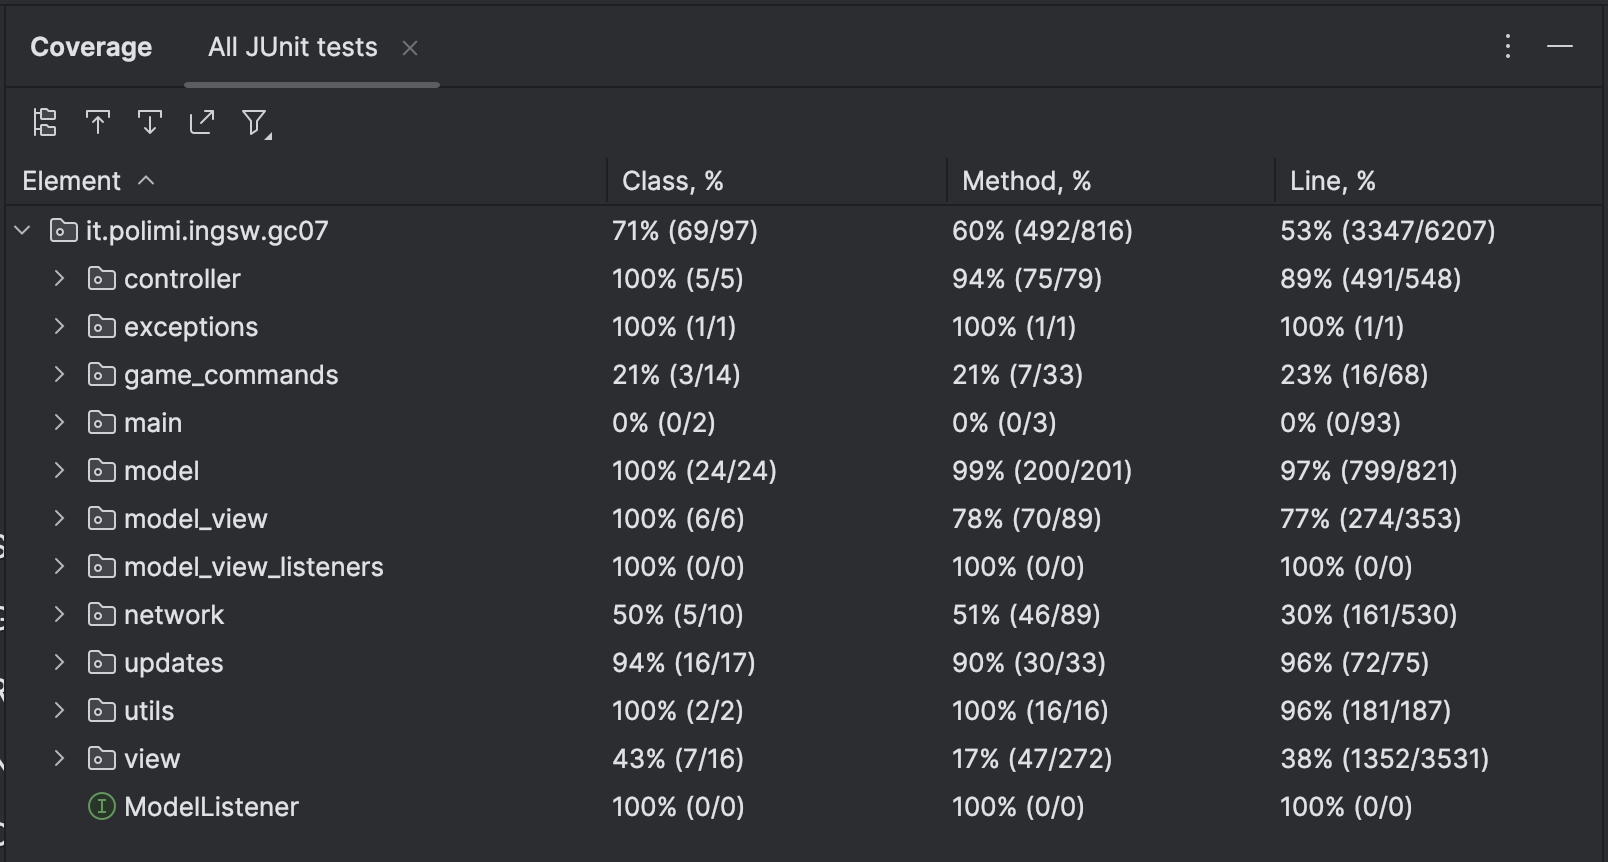 Coverage All JUnit tests
Element Class, % Method, % Line, %
it.polimi.ingsw.gc07 71% (69/97) 60% (492/816) 53% (3347/6207)
controller 100% (5/5) 94% (75/79) 89% (491/548)
exceptions 100% (1/1) 100% (1/1) 100% (1/1)
game_commands 21% (3/14) 21% (7/33) 23% (16/68)
main 0% (0/2) 0% (0/3) 0% (0/93)
model 100% (24/24) 99% (200/201) 97% (799/821)
model_view 100% (6/6) 78% (70/89) 77% (274/353)
model_view_listeners 100% (0/0) 100% (0/0) 100% (0/0)
network 50% (5/10) 51% (46/89) 30% (161/530)
updates 94% (16/17) 90% (30/33) 96% (72/75)
utils 100% (2/2) 100% (16/16) 96% (181/187)
view 43% (7/16) 17% (47/272) 38% (1352/3531)
I ModelListener 100% (0/0) 100% (0/0) 100% (0/0)